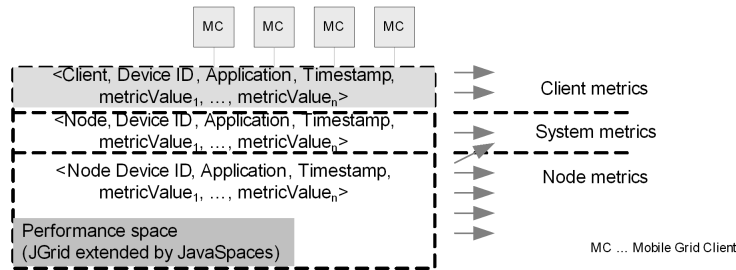 MC MC MC MC
<Client, Device ID, Application, Timestamp,
metricValue1, ..., metricValuen>
Client metrics
<Node, Device ID, Application, Timestamp,
metricValue1, ..., metricValuen>
System metrics
<Node Device ID, Application, Timestamp,
metricValue1, ..., metricValuen>
Node metrics
Performance space
(JGrid extended by JavaSpaces)
MC ... Mobile Grid Client